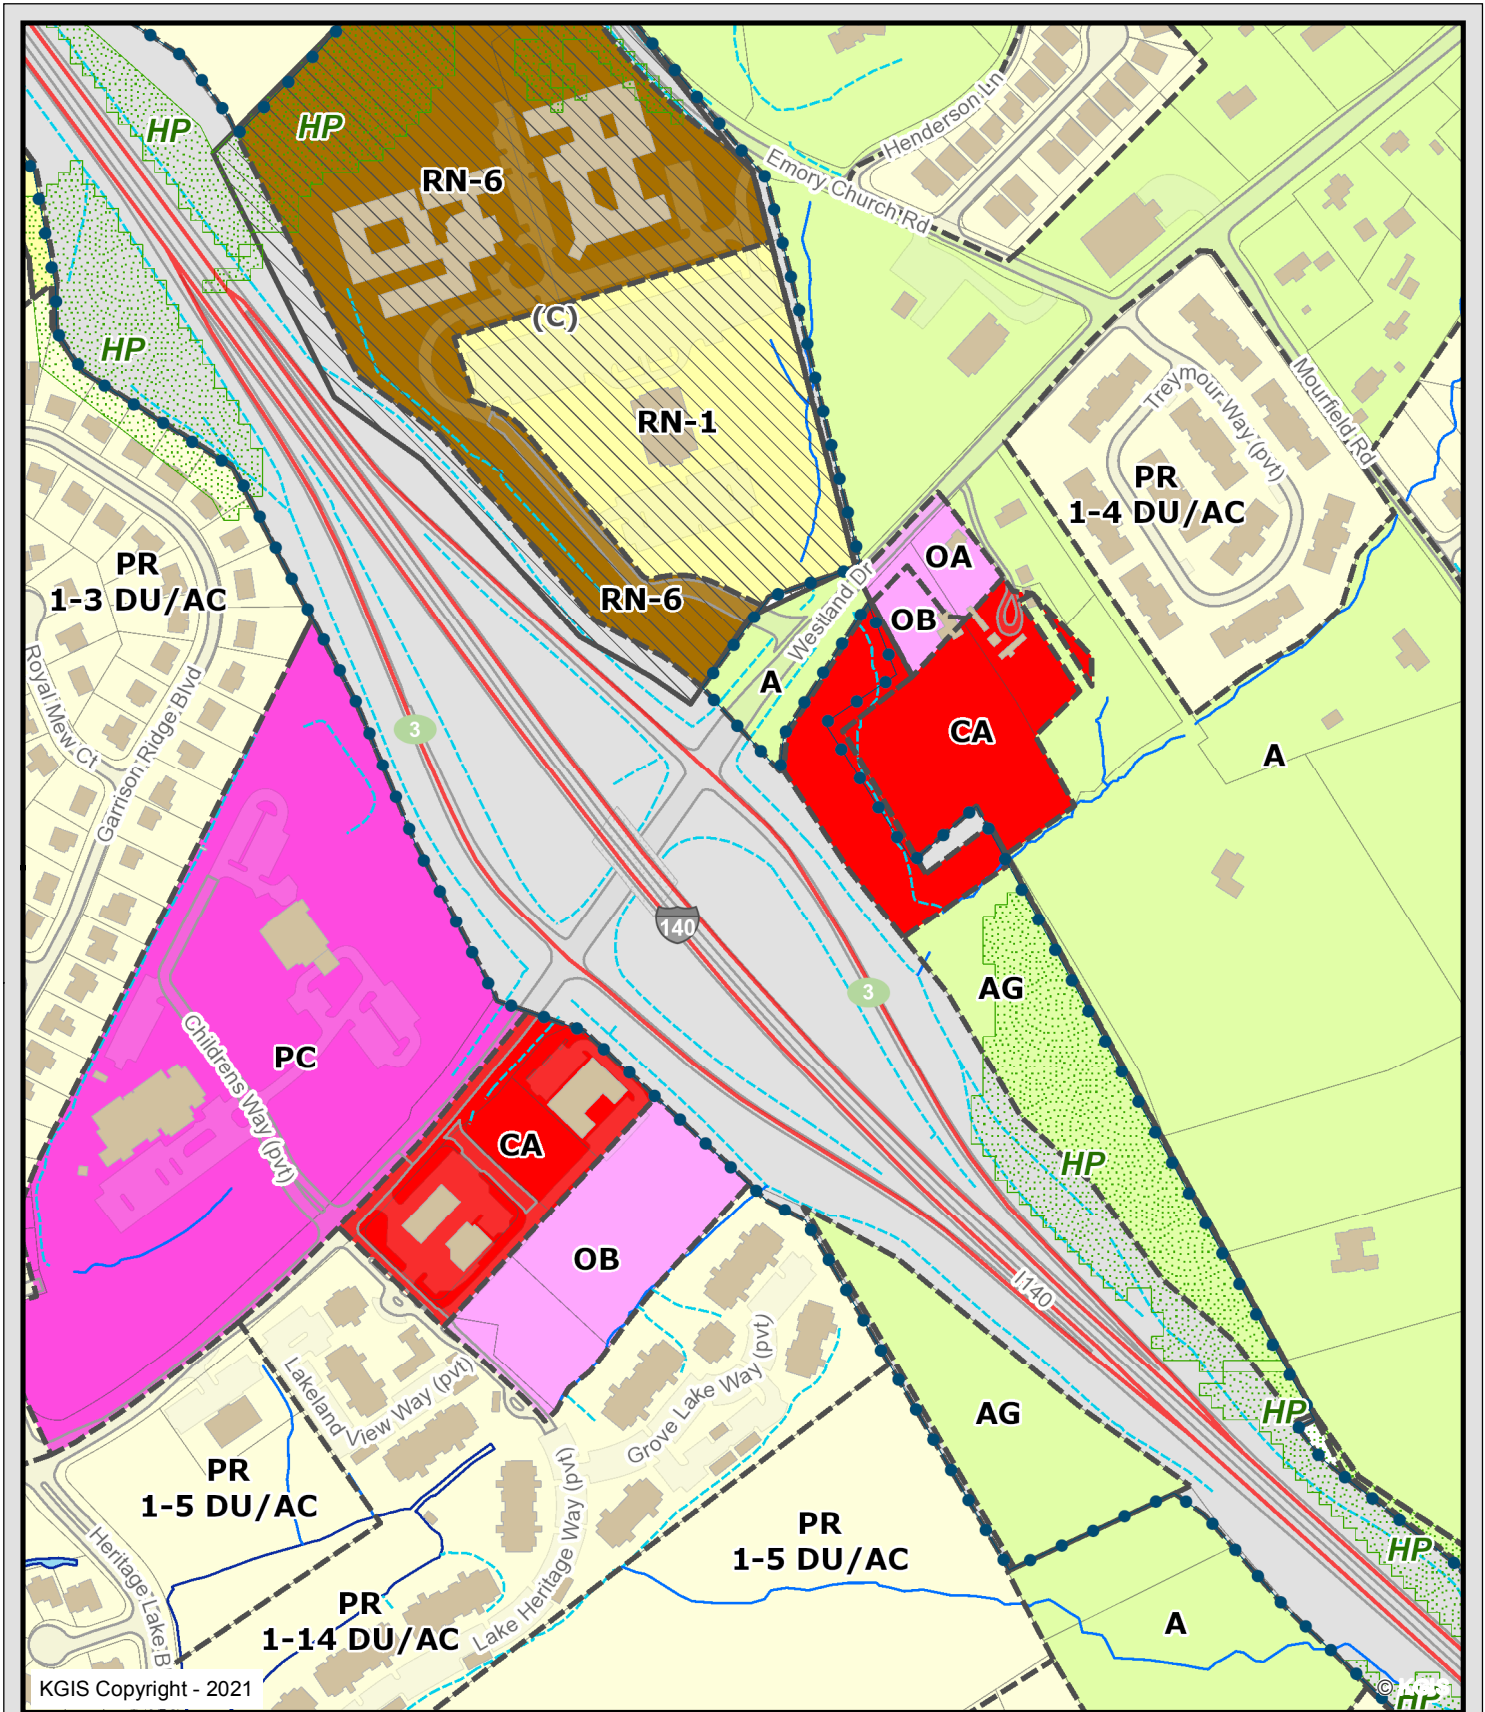 Henderson Ln
HP
HP
Emory Church Rd
RN-6
(C)
HP
RN-1
Mourfield Rd
Treymour Way (pvt)
PR
1-4 DU/AC
OA
PR
1-3 DU/AC
RN-6
OB
Westland Dr
A
Royal Mew Ct
Garrison Ridge Blvd
3
CA
A
140
3
AG
Childrens Way (pvt)
PC
CA
HP
OB
I 140
Lakeland
View Way (pvt)
Grove Lake Way (pvt)
AG
HP
PR
1-5 DU/AC
PR
1-5 DU/AC
HP
Heritage Lake B
Lake Heritage Way (pvt)
PR
1-14 DU/AC
A
KGIS Copyright - 2021
© KGIS
HP